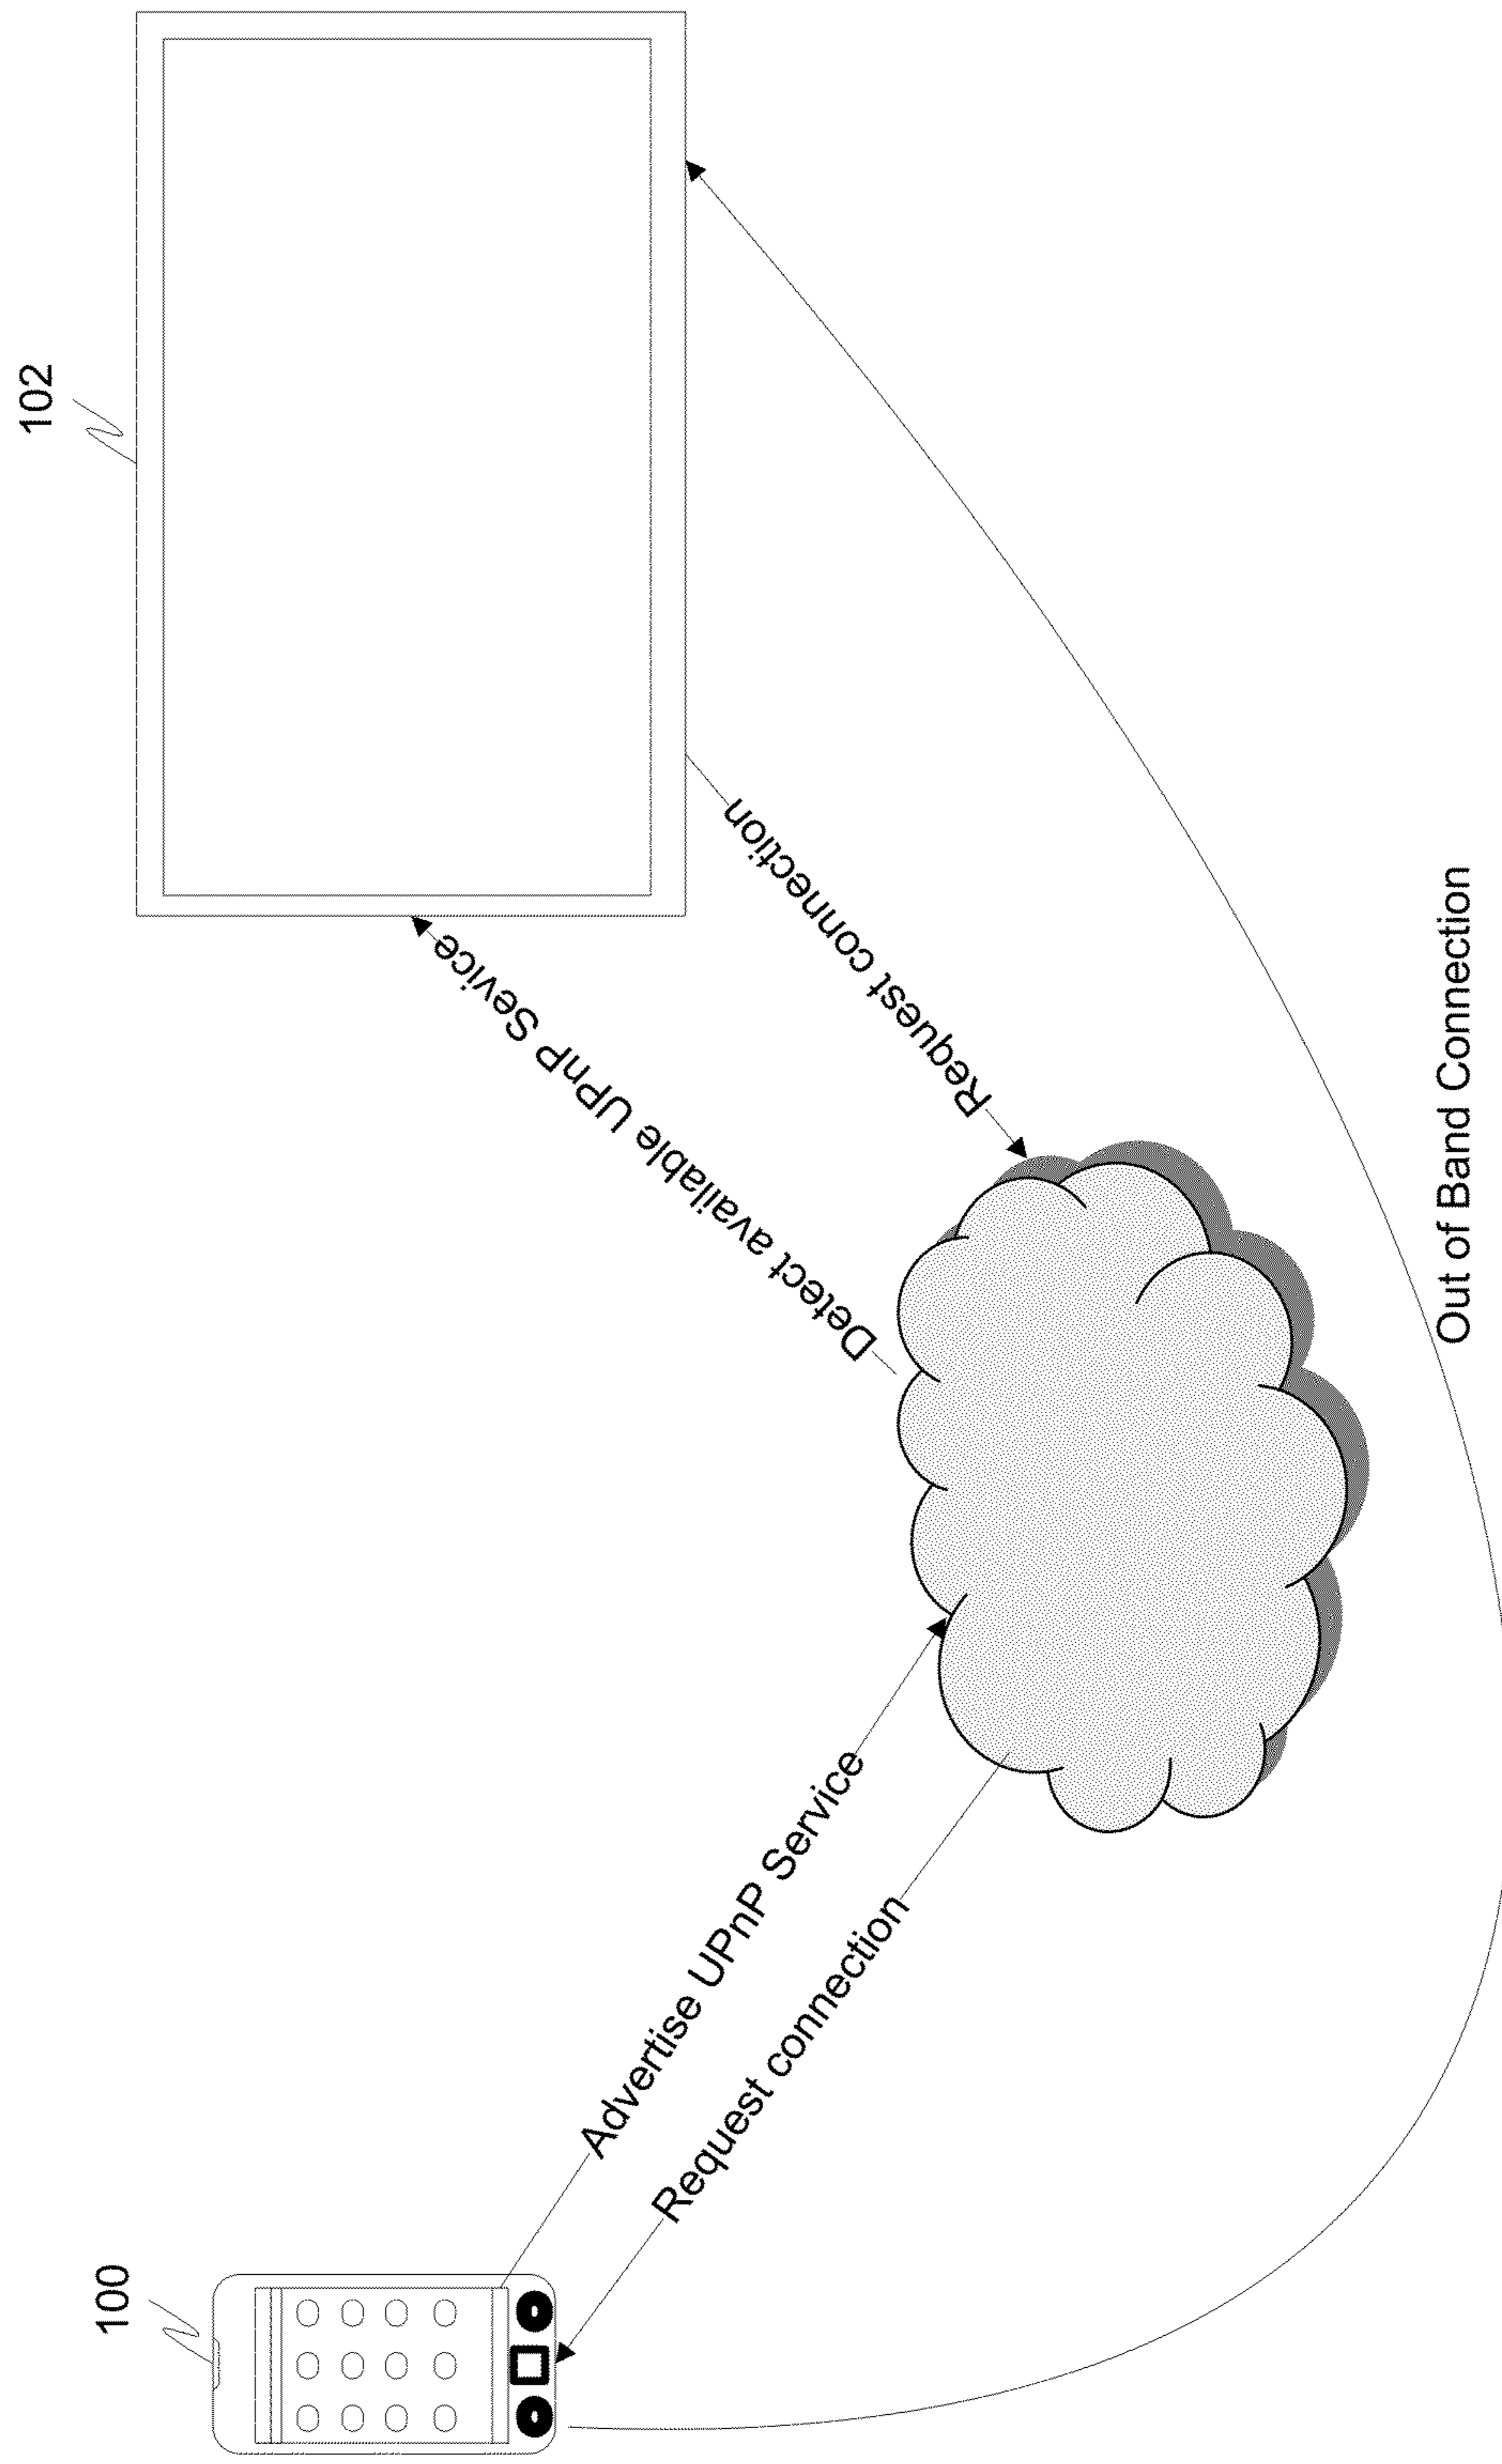 100
102
Advertise UPnP Service
Detect available UPnP Sevice
Request connection
Request connection
Out of Band Connection